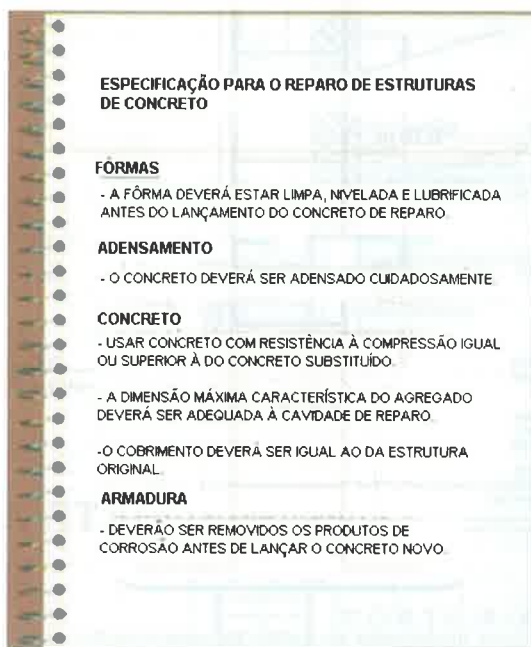 ESPECIFICAÇÃO PARA O REPARO DE ESTRUTURAS
DE CONCRETO
FÔRMAS
- A FÔRMA DEVERÁ ESTAR LIMPA, NIVELADA E LUBRIFICADA
ANTES DO LANÇAMENTO DO CONCRETO DE REPARO.
ADENSAMENTO
- O CONCRETO DEVERÁ SER ADENSADO CUIDADOSAMENTE
CONCRETO
- USAR CONCRETO COM RESISTÊNCIA À COMPRESSÃO IGUAL
OU SUPERIOR À DO CONCRETO SUBSTITUÍDO.
- A DIMENSÃO MÁXIMA CARACTERÍSTICA DO AGREGADO
DEVERÁ SER ADEQUADA À CAVIDADE DE REPARO.
-O COBRIMENTO DEVERÁ SER IGUAL AO DA ESTRUTURA
ORIGINAL.
ARMADURA
- DEVERÃO SER REMOVIDOS OS PRODUTOS DE
CORROSÃO ANTES DE LANÇAR O CONCRETO NOVO.